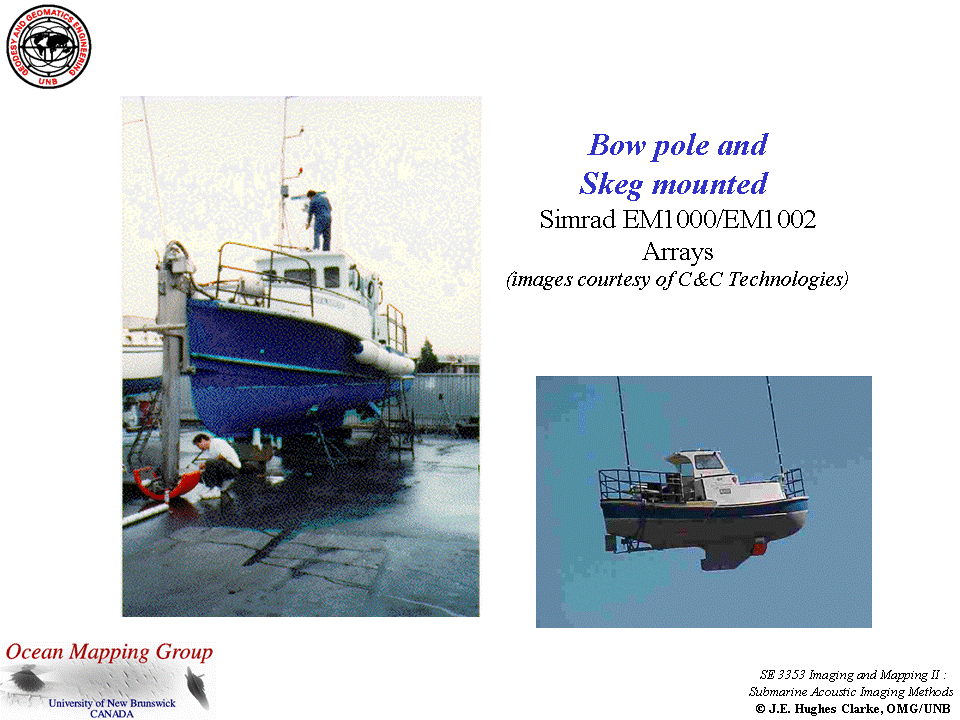 GEODESY AND GEOMATICS ENGINEERING
UNB
Bow pole and
Skeg mounted
Simrad EM1000/EM1002
Arrays
(images courtesy of C&C Technologies)
Ocean Mapping Group
University of New Brunswick
CANADA
SE 3353 Imaging and Mapping II :
Submarine Acoustic Imaging Methods
© J.E. Hughes Clarke, OMG/UNB